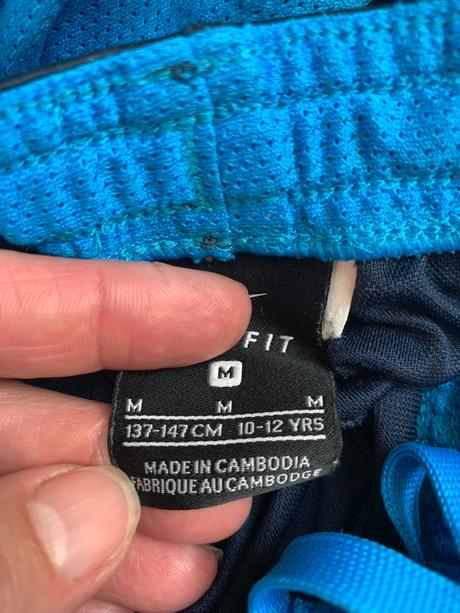 FIT
M
M M M
137-147 CM 10-12 YRS
MADE IN CAMBODIA
FABRIQUE AU CAMBODGE